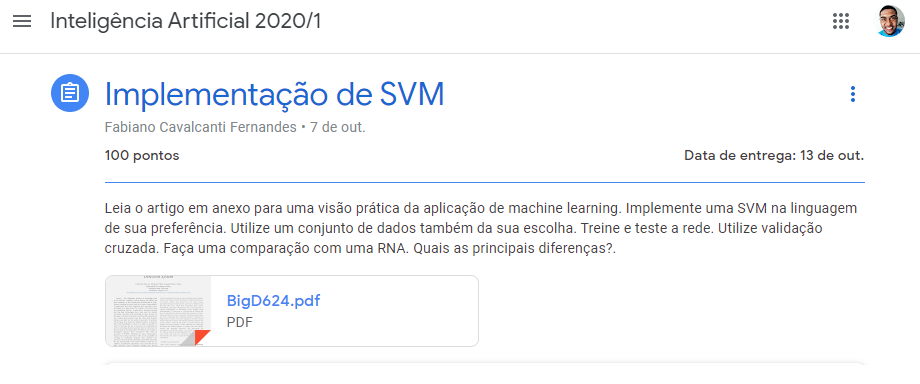 Inteligência Artificial 2020/1
Implementação de SVM
Fabiano Cavalcanti Fernandes • 7 de out.
100 pontos
Data de entrega: 13 de out.
Leia o artigo em anexo para uma visão prática da aplicação de machine learning. Implemente uma SVM na linguagem
de sua preferência. Utilize um conjunto de dados também da sua escolha. Treine e teste a rede. Utilize validação
cruzada. Faça uma comparação com uma RNA. Quais as principais diferenças?.
BigD624.pdf
PDF